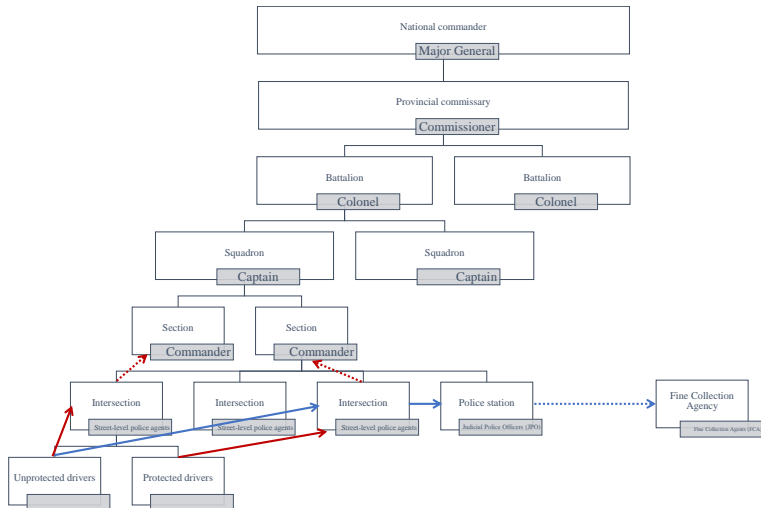 National commander
Major General
Provincial commissary
Commissioner
Battalion
Battalion
Colonel
Colonel
Squadron
Squadron
Captain
Captain
Section
Section
Commander
Commander
Intersection
Intersection
Intersection
Police station
Fine Collection
Agency
Street-level police agents
Street-level police agents
Street-level police agents
Judicial Police Officers (JPO)
Fine Collection Agents (FCA
Unprotected drivers
Protected drivers